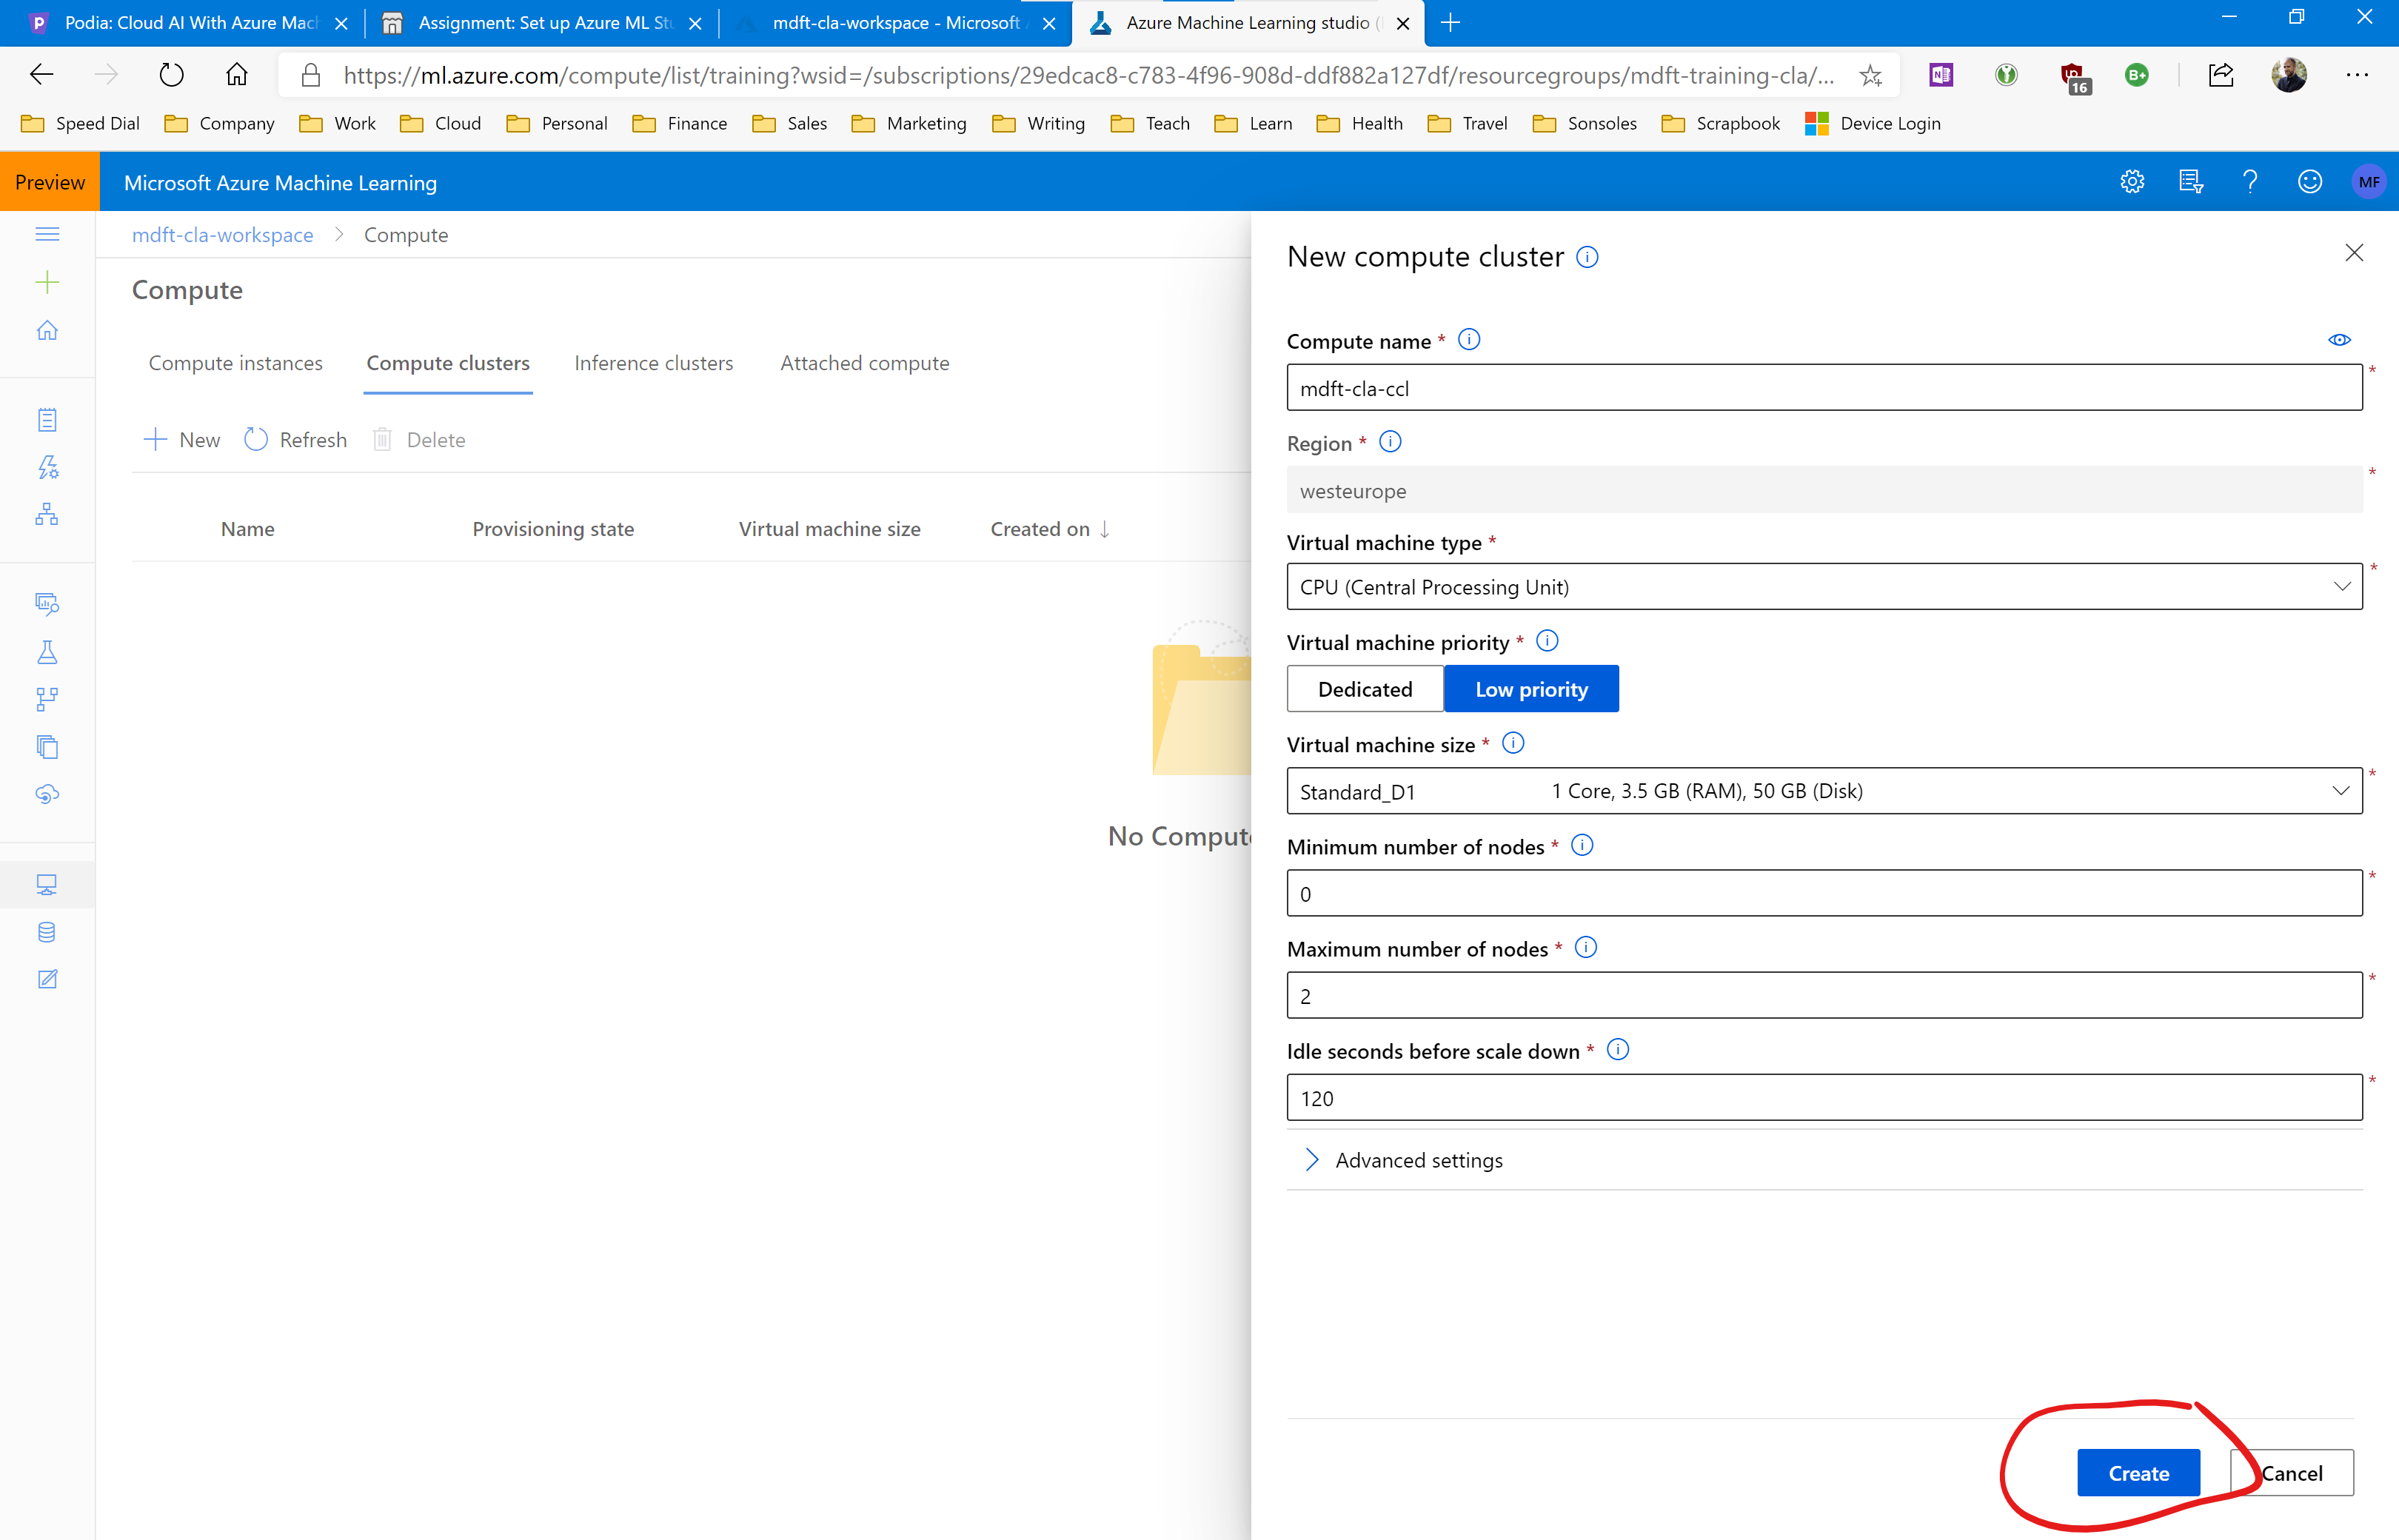 Podia: Cloud AI With Azure Mach
Assignment: Set up Azure ML Stu
mdft-cla-workspace - Microsoft A
Azure Machine Learning studio (
https://ml.azure.com/compute/list/training?wsid=/subscriptions/29edcac8-c783-4f96-908d-ddf882a127df/resourcegroups/mdft-training-cla/...
16
B+
Speed Dial Company Work Cloud Personal Finance Sales Marketing Writing Teach Learn Health Travel Sonsoles Scrapbook Device Login
Preview
Microsoft Azure Machine Learning
MF
mdft-cla-workspace > Compute
Compute
Compute instances Compute clusters Inference clusters Attached compute
New Refresh Delete
Name Provisioning state Virtual machine size Created on ↓
No Compute
New compute cluster
Compute name *
mdft-cla-ccl
Region *
westeurope
Virtual machine type *
CPU (Central Processing Unit)
Virtual machine priority *
Dedicated Low priority
Virtual machine size *
Standard_D1 1 Core, 3.5 GB (RAM), 50 GB (Disk)
Minimum number of nodes *
0
Maximum number of nodes *
2
Idle seconds before scale down *
120
Advanced settings
Create Cancel